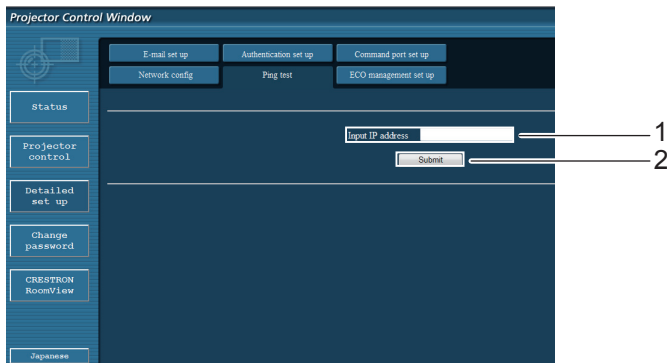 Projector Control Window
E-mail set up
Authentication set up
Command port set up
Network config
Ping test
ECO management set up
Status
Projector
control
Detailed
set up
Change
password
CRESTRON
RoomView
Japanese
Input IP address
1
Submit
2